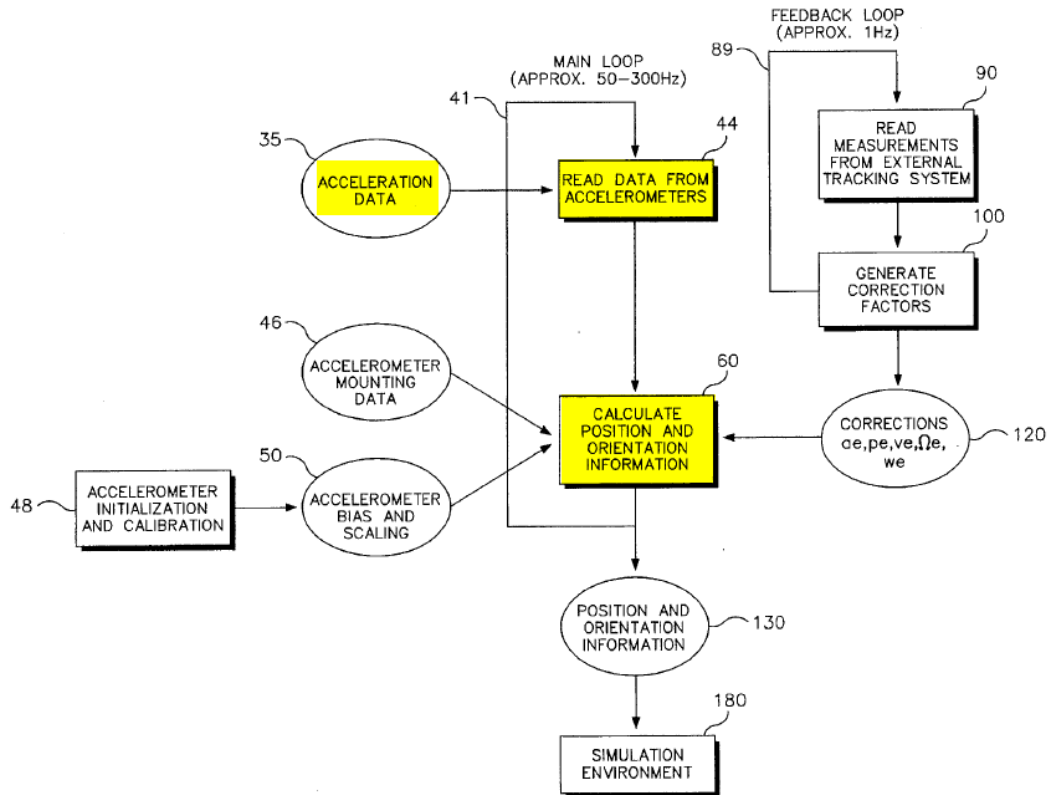 FEEDBACK LOOP
(APPROX. 1Hz)
89
MAIN LOOP
(APPROX. 50-300Hz)
41
90
READ
MEASUREMENTS
FROM EXTERNAL
TRACKING SYSTEM
35
ACCELERATION
DATA
44
READ DATA FROM
ACCELEROMETERS
100
GENERATE
CORRECTION
FACTORS
46
ACCELEROMETER
MOUNTING
DATA
60
CALCULATE
POSITION AND
ORIENTATION
INFORMATION
CORRECTIONS
ae,pe,ve,Ωe,
we
120
48
ACCELEROMETER
INITIALIZATION
AND CALIBRATION
50
ACCELEROMETER
BIAS AND
SCALING
POSITION AND
ORIENTATION
INFORMATION
130
180
SIMULATION
ENVIRONMENT